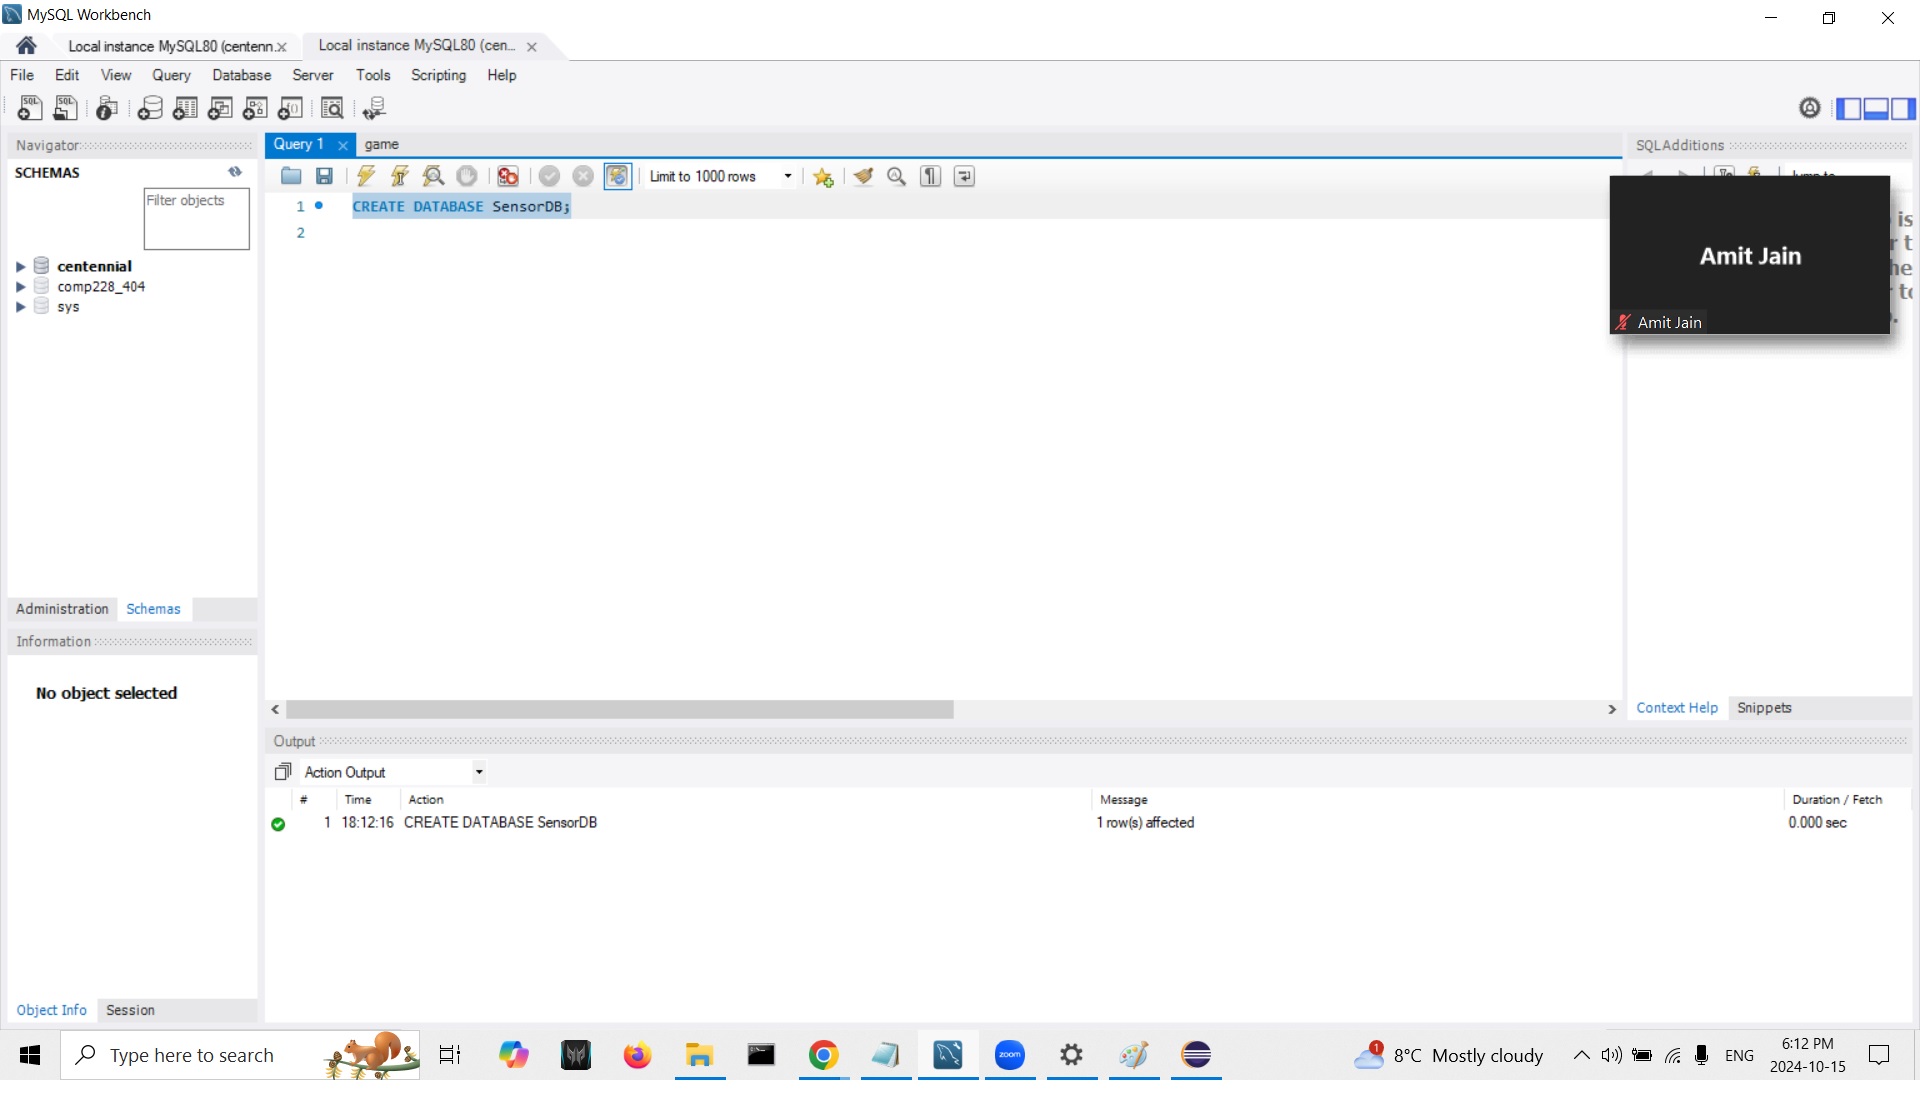 MySQL Workbench
Local instance MySQL80 (centenn.
Local instance MySQL80 (cen...
File Edit View Query Database Server Tools Scripting Help
Navigator
Query 1
game
SQLAdditions
SCHEMAS
Limit to 1000 rows
Jump to
Filter objects
1 CREATE DATABASE SensorDB;
2
centennial
comp228_404
sys
Amit Jain
Amit Jain
Administration Schemas
Information
No object selected
Context Help Snippets
Output
Action Output
# Time Action Message Duration / Fetch
1 18:12:16 CREATE DATABASE SensorDB 1 row(s) affected 0.000 sec
Object Info Session
Type here to search
zoom
1
8°C Mostly cloudy
ENG
6:12 PM
2024-10-15